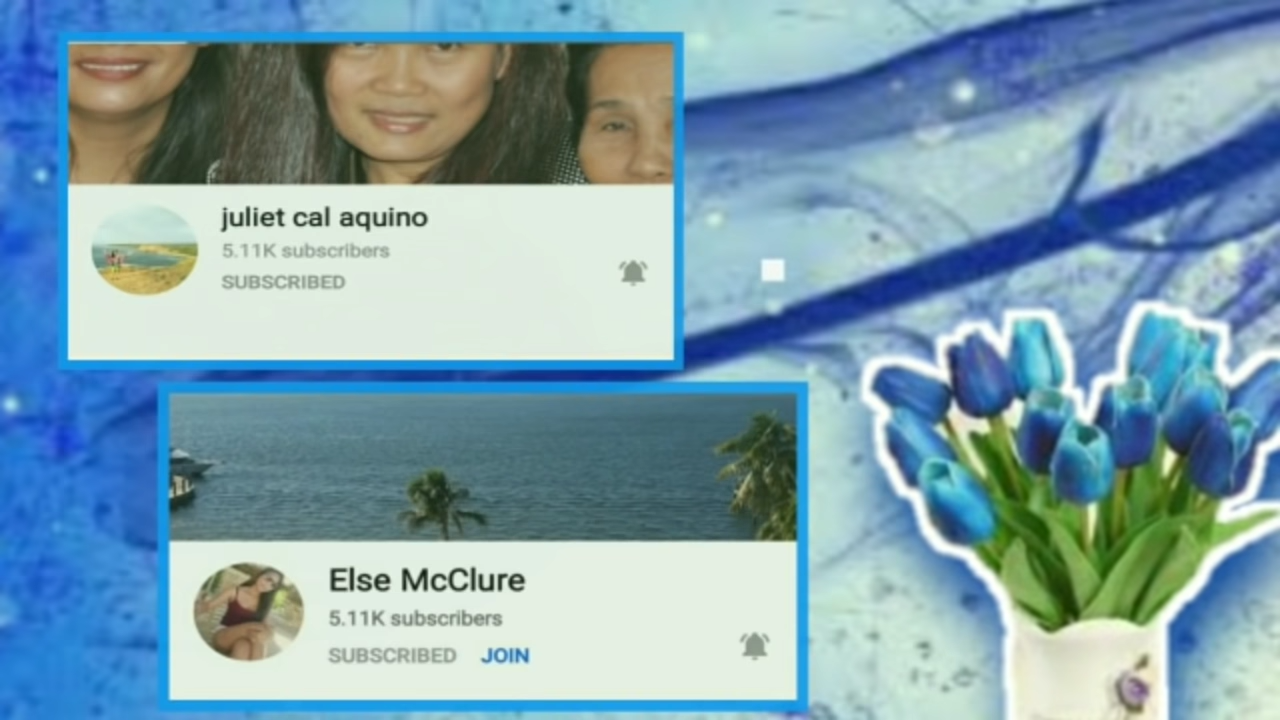 juliet cal aquino
5.11K subscribers
SUBSCRIBED
Else McClure
5.11K subscribers
SUBSCRIBED JOIN